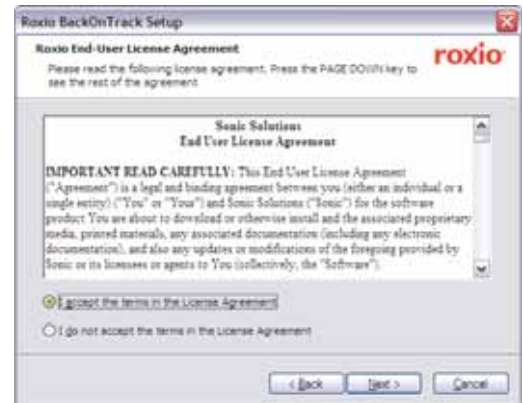 Roxio BackOnTrack Setup
Roxio End-User License Agreement
roxio
Please read the following license agreement. Press the PAGE DOWN key to
see the rest of the agreement
Sonic Solutions
End User License Agreement
IMPORTANT READ CAREFULLY: This End User License Agreement
("Agreement") is a legal and binding agreement between you (either an individual or a
single entity) ("You" or "Your") and Sonic Solutions ("Sonic") for the software
product You are about to download or otherwise install and the associated proprietary
media, printed materials, any associated documentation (including any electronic
documentation), and also any updates or modifications of the foregoing provided by
Sonic or its licensees or agents to You (collectively, the "Software").
I accept the terms in the License Agreement
I do not accept the terms in the License Agreement
< Back
Next >
Cancel